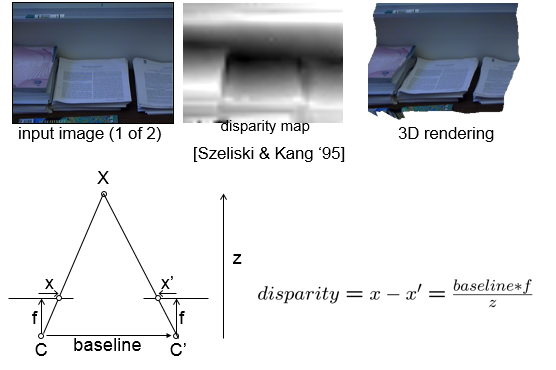 input image (1 of 2)
disparity map
3D rendering
[Szeliski & Kang ‘95]
X
z
x
x’
f
f
C
baseline
C’
disparity = x − x′ = baseline∗f / z